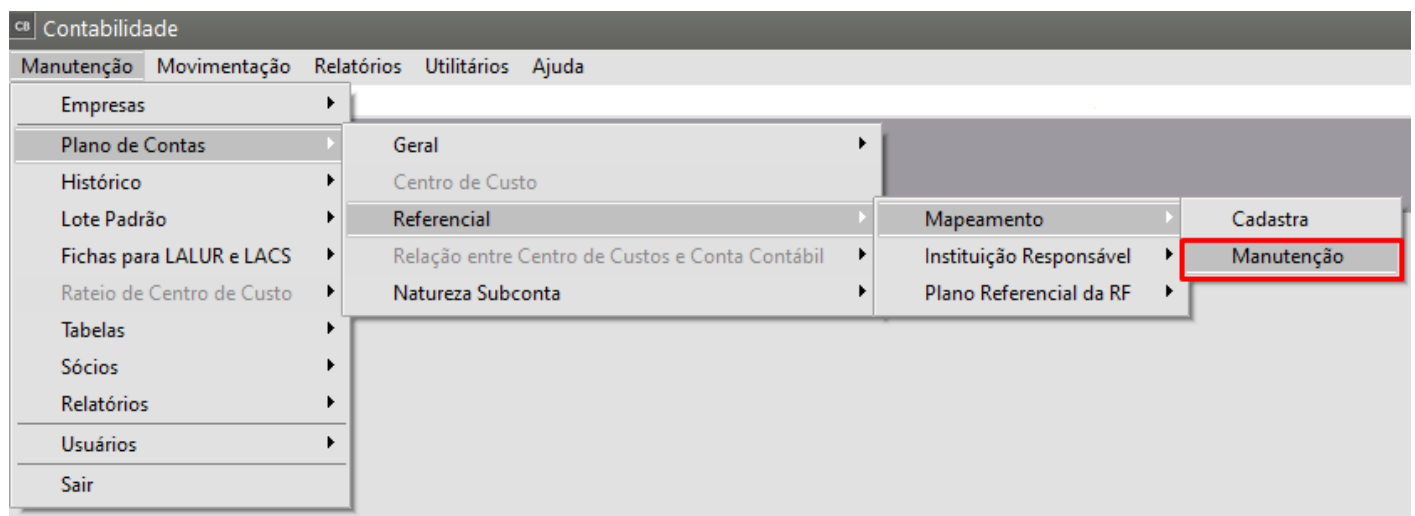 CB Contabilidade
Manutenção Movimentação Relatórios Utilitários Ajuda
Empresas
Plano de Contas
Histórico
Lote Padrão
Fichas para LALUR e LACS
Rateio de Centro de Custo
Tabelas
Sócios
Relatórios
Usuários
Sair
Geral
Centro de Custo
Referencial
Relação entre Centro de Custos e Conta Contábil
Natureza Subconta
Mapeamento
Instituição Responsável
Plano Referencial da RF
Cadastra
Manutenção